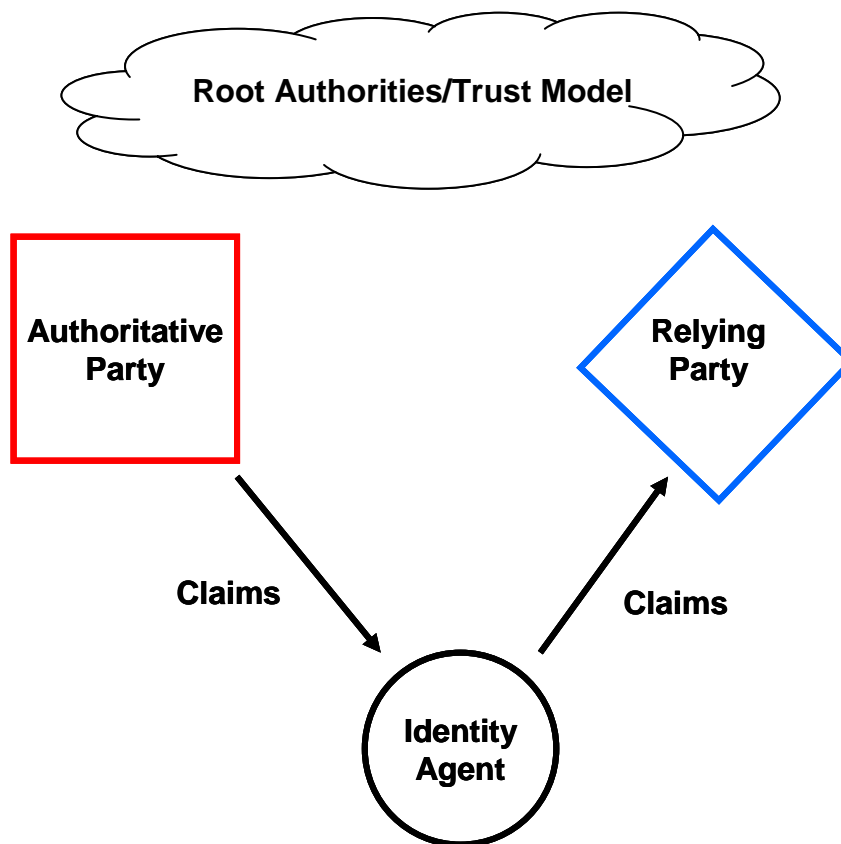 Root Authorities/Trust Model
Authoritative
Party
Relying
Party
Claims
Claims
Identity
Agent